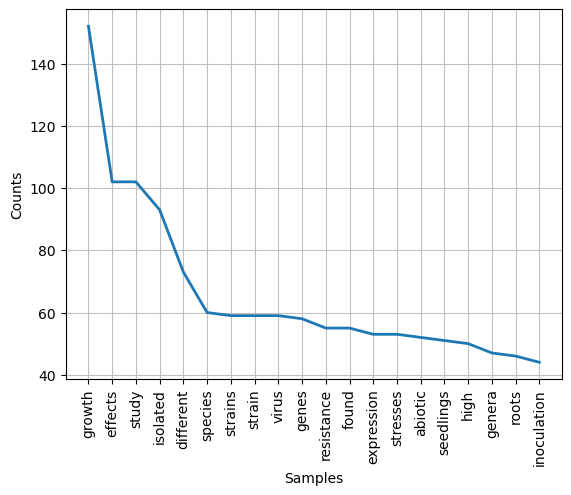 140
120
100
80
60
40
Counts
growth
effects
study
isolated
different
species
strains
strain
virus
genes
resistance
found
expression
stresses
abiotic
seedlings
high
genera
roots
inoculation
Samples